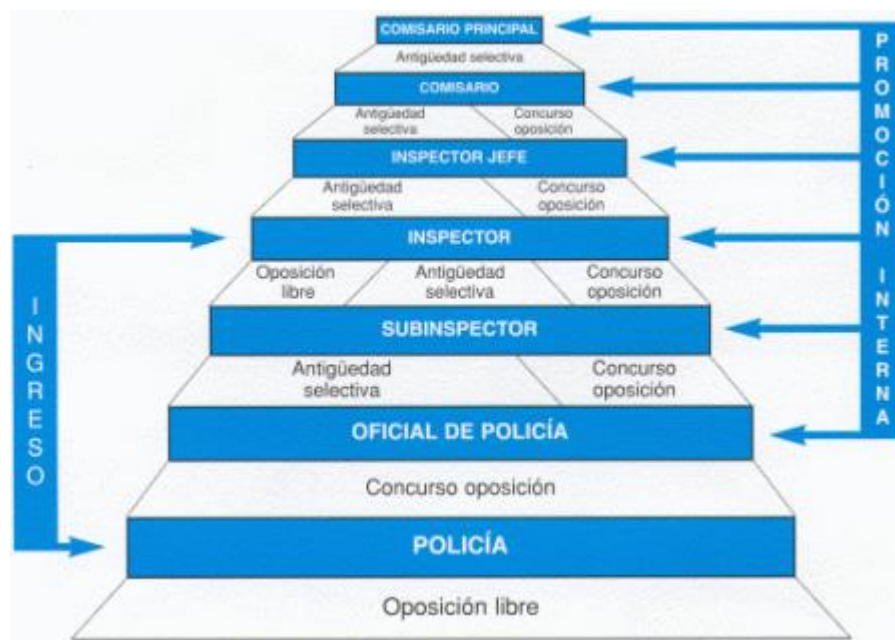 COMISARIO PRINCIPAL
Antigüedad selectiva
COMISARIO
Antigüedad
selectiva
Concurso
oposición
INSPECTOR JEFE
Antigüedad
selectiva
Concurso
oposición
INSPECTOR
Oposición
libre
Antigüedad
selectiva
Concurso
oposición
SUBINSPECTOR
Antigüedad
selectiva
Concurso
oposición
OFICIAL DE POLICÍA
Concurso oposición
POLICÍA
Oposición libre
INGRESO
PROMOCIÓN INTERNA